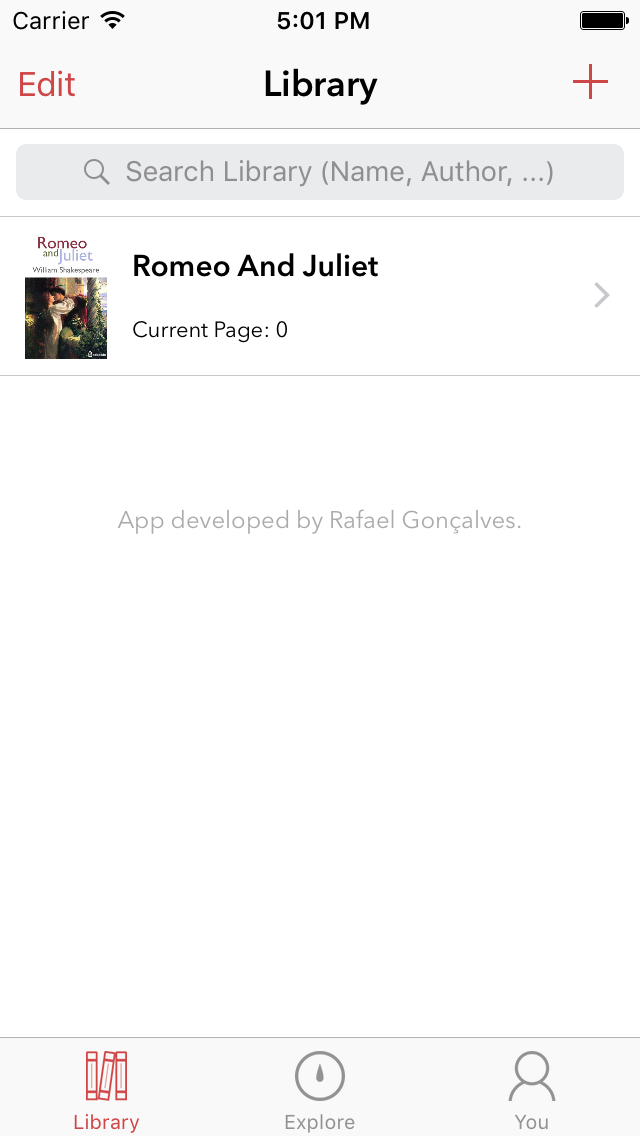 Carrier 5:01 PM
Edit Library
Search Library (Name, Author, ...)
Romeo
and Juliet
William Shakespeare
Romeo And Juliet
Current Page: 0
App developed by Rafael Gonçalves.
Library Explore You